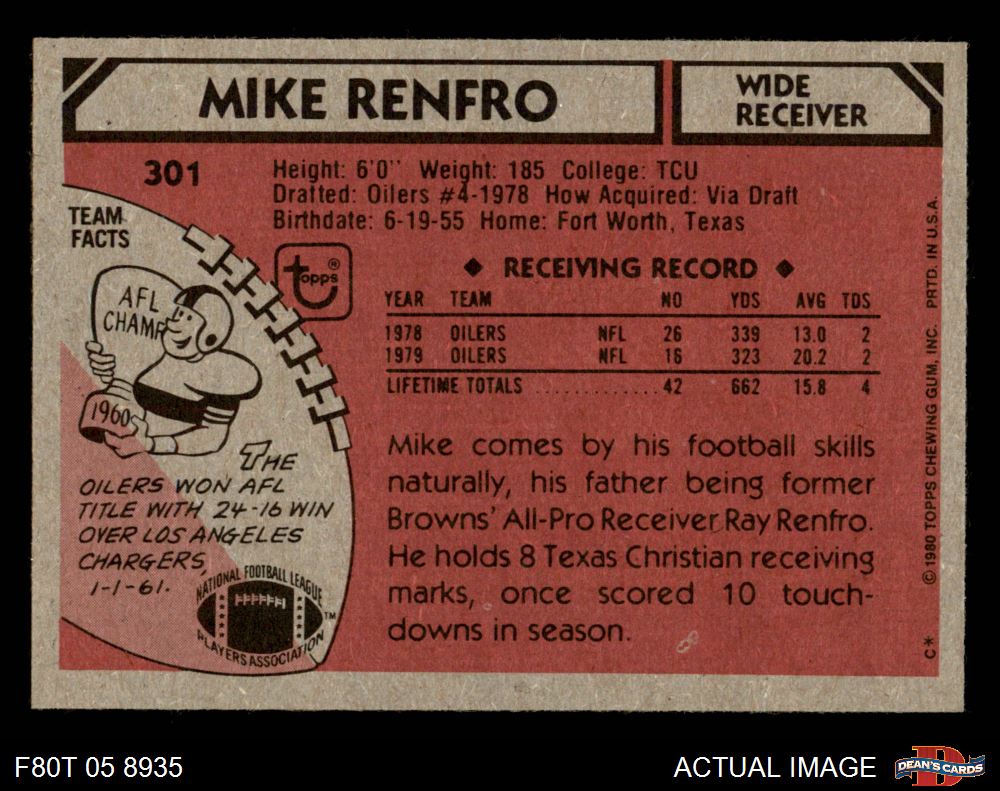 MIKE RENFRO
WIDE
RECEIVER
301
Height: 6'0" Weight: 185 College: TCU
Drafted: Oilers #4-1978 How Acquired: Via Draft
Birthdate: 6-19-55 Home: Fort Worth, Texas
TEAM
FACTS
AFL
CHAMP
1960
THE
OILERS WON AFL
TITLE WITH 24-16 WIN
OVER LOS ANGELES
CHARGERS,
1-1-61.
NATIONAL FOOTBALL LEAGUE
PLAYERS ASSOCIATION
TM
topps®
◆ RECEIVING RECORD ◆
YEAR TEAM NO YDS AVG TDS
1978 OILERS NFL 26 339 13.0 2
1979 OILERS NFL 16 323 20.2 2
LIFETIME TOTALS ............ 42 662 15.8 4
Mike comes by his football skills
naturally, his father being former
Browns' All-Pro Receiver Ray Renfro.
He holds 8 Texas Christian receiving
marks, once scored 10 touch-
downs in season.
C* © 1980 TOPPS CHEWING GUM, INC. PRTD. IN U.S.A.
F80T 05 8935
ACTUAL IMAGE
D
DEAN'S CARDS